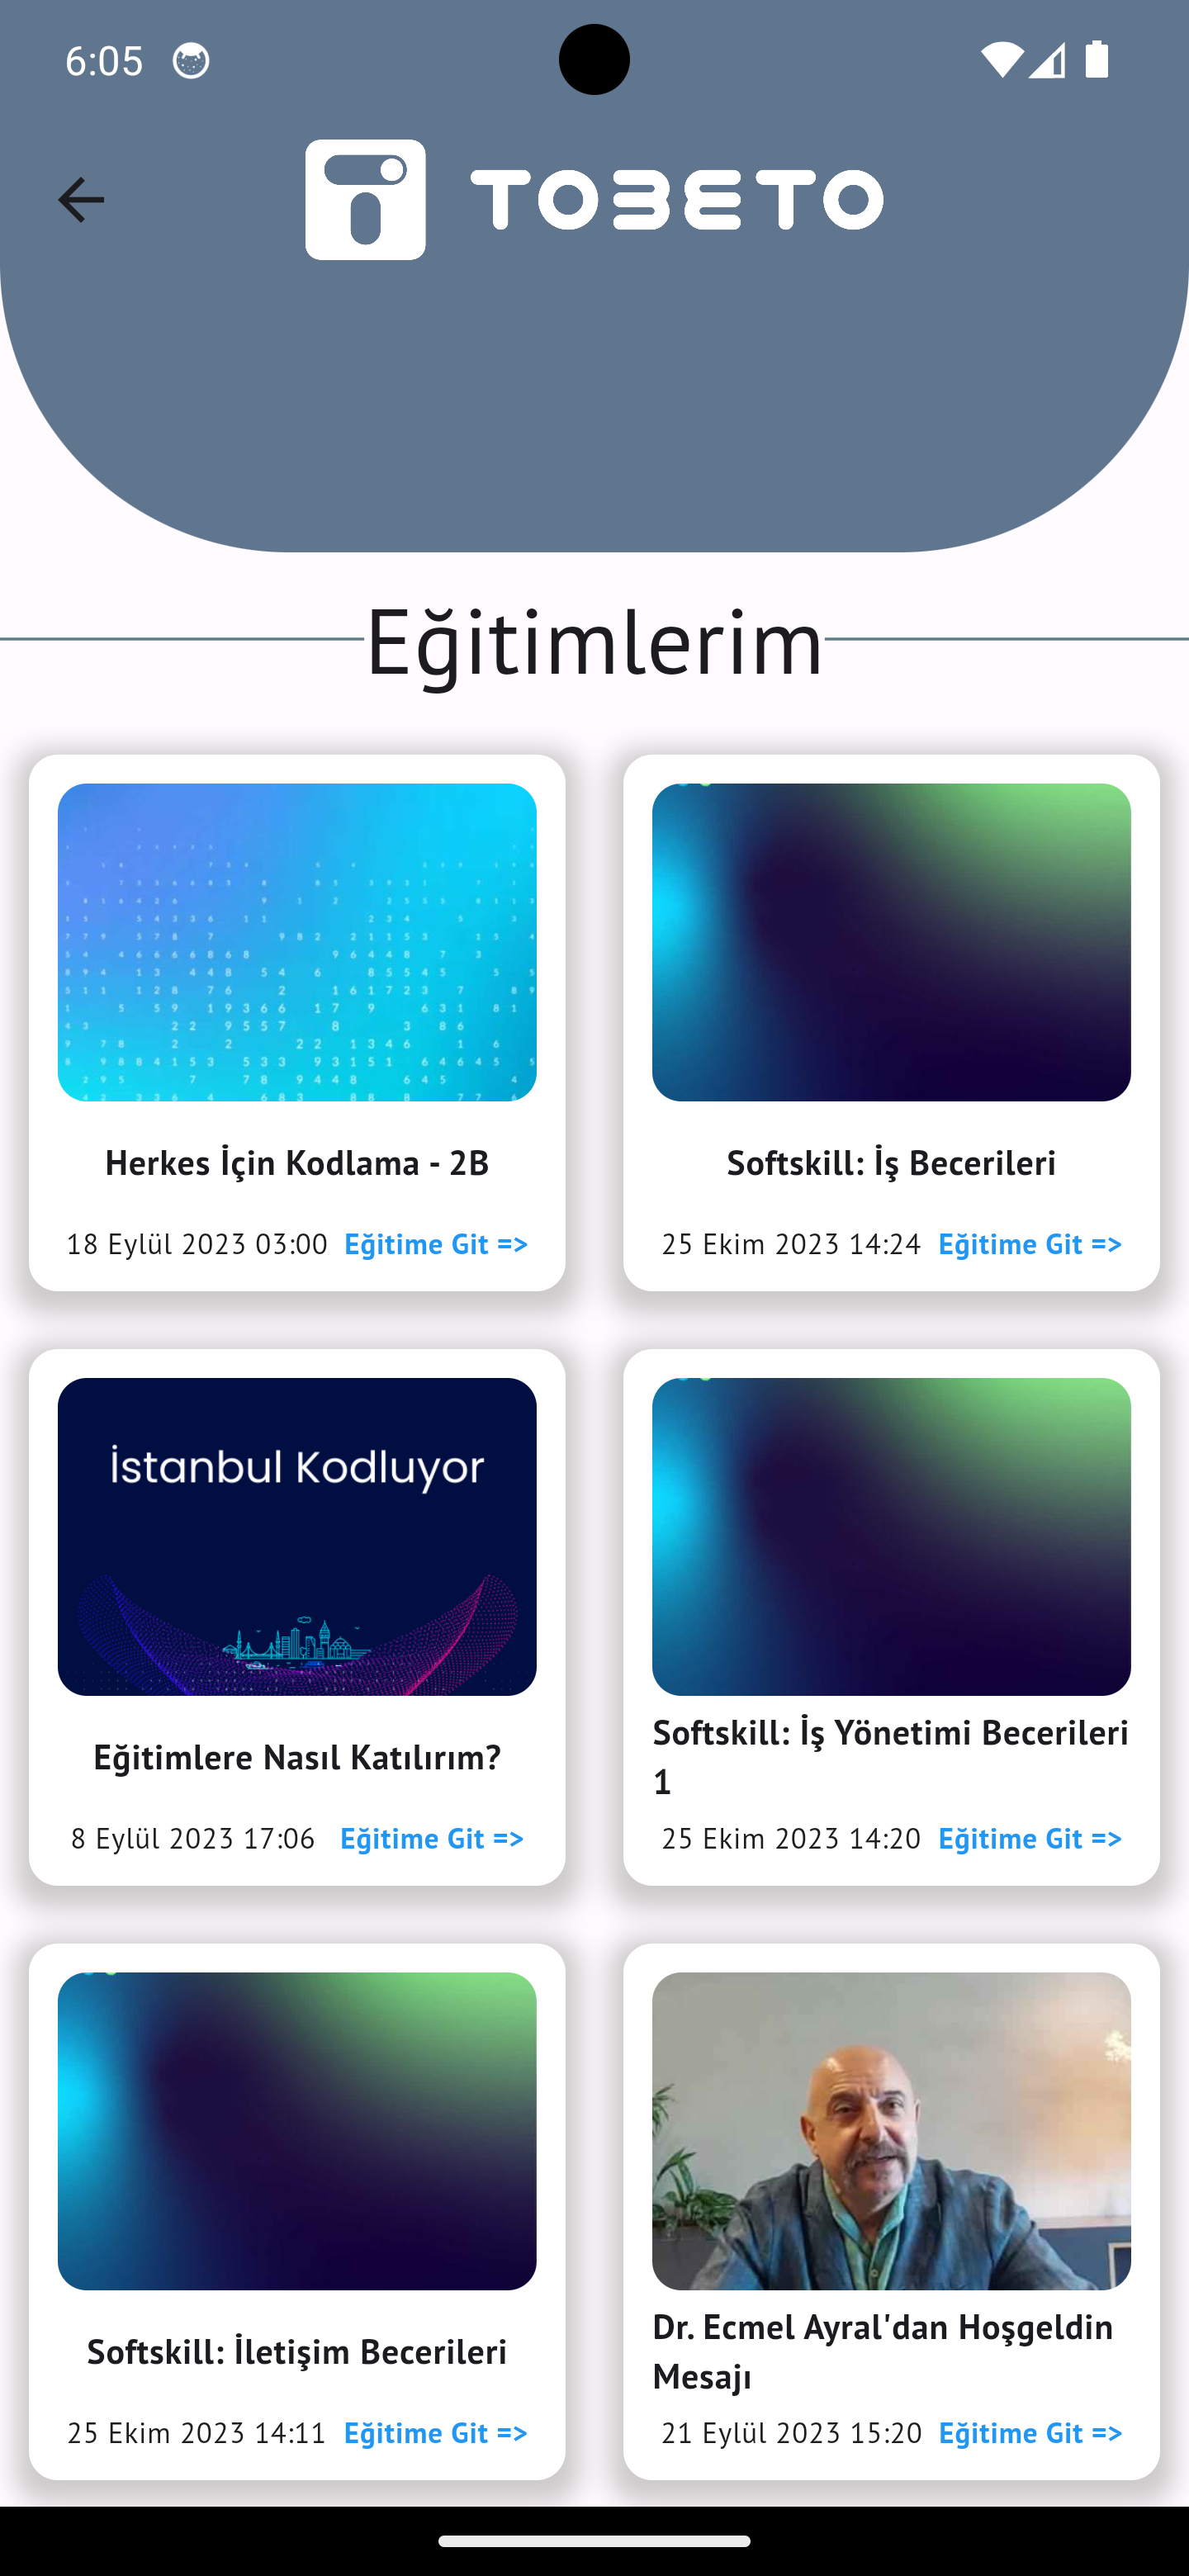 6:05
TOBETO
Eğitimlerim
Herkes İçin Kodlama - 2B
18 Eylül 2023 03:00 Eğitime Git =>
Softskill: İş Becerileri
25 Ekim 2023 14:24 Eğitime Git =>
İstanbul Kodluyor
Eğitimlere Nasıl Katılırım?
8 Eylül 2023 17:06 Eğitime Git =>
Softskill: İş Yönetimi Becerileri
1
25 Ekim 2023 14:20 Eğitime Git =>
Softskill: İletişim Becerileri
25 Ekim 2023 14:11 Eğitime Git =>
Dr. Ecmel Ayral'dan Hoşgeldin
Mesajı
21 Eylül 2023 15:20 Eğitime Git =>